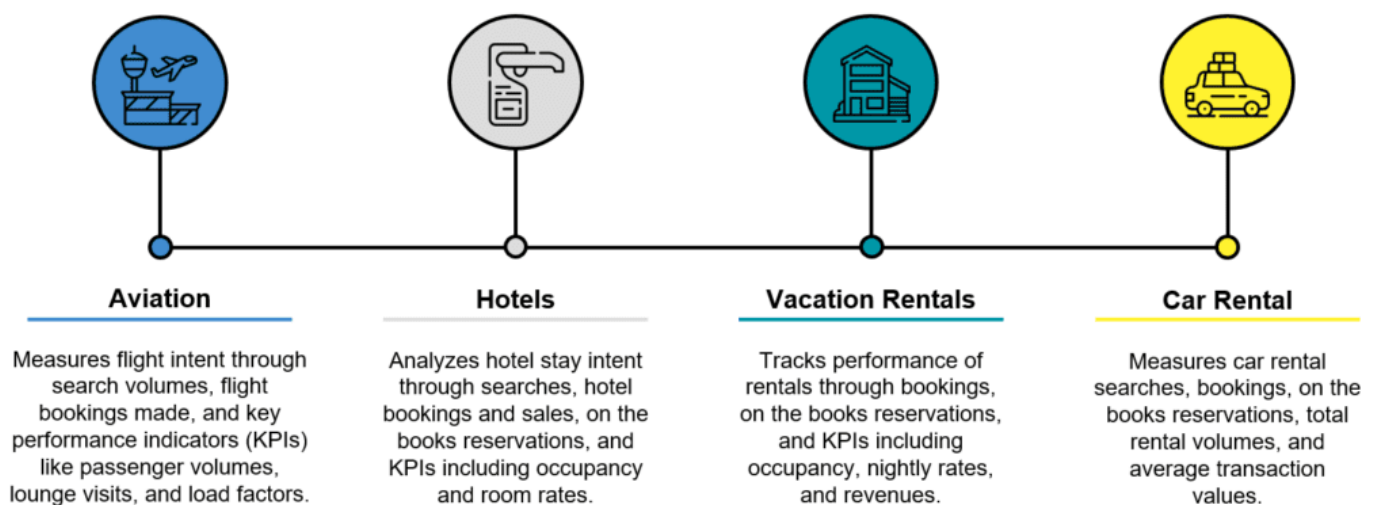 Aviation
Measures flight intent through
search volumes, flight
bookings made, and key
performance indicators (KPIs)
like passenger volumes,
lounge visits, and load factors.
Hotels
Analyzes hotel stay intent
through searches, hotel
bookings and sales, on the
books reservations, and
KPIs including occupancy
and room rates.
Vacation Rentals
Tracks performance of
rentals through bookings,
on the books reservations,
and KPIs including
occupancy, nightly rates,
and revenues.
Car Rental
Measures car rental
searches, bookings, on the
books reservations, total
rental volumes, and
average transaction
values.